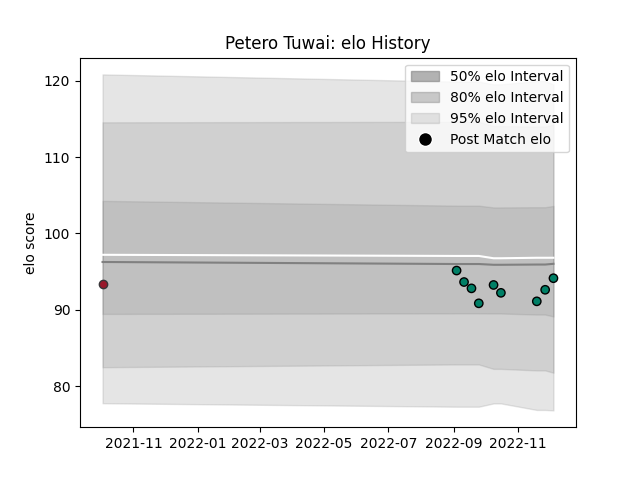 Petero Tuwai: elo History
50% elo Interval
80% elo Interval
95% elo Interval
Post Match elo
elo score
120
110
100
90
80
2021-11 2022-01 2022-03 2022-05 2022-07 2022-09 2022-11